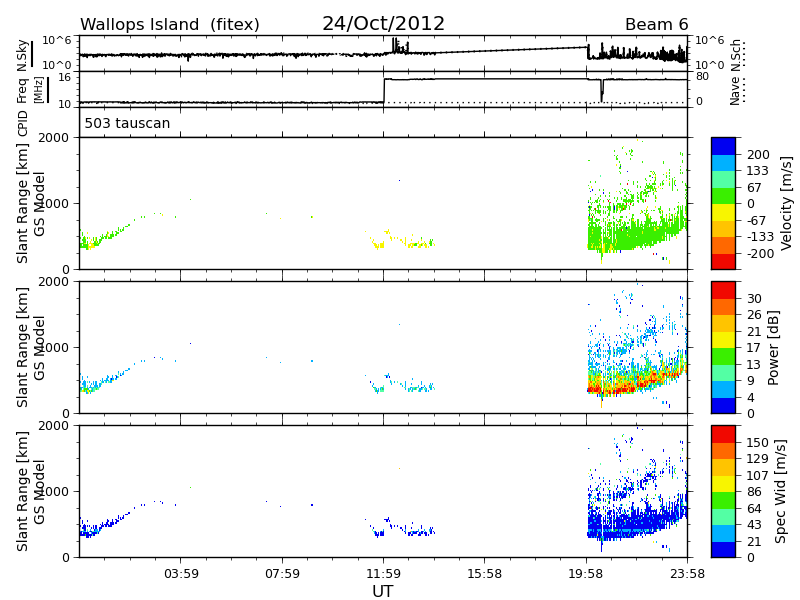 Wallops Island (fitex) 24/Oct/2012 Beam 6
N.Sky 10^6 10^0 10^6 10^0 N.Sch
Freq [MHz] 16 10 80 0 Nave
CPID 503 tauscan
Slant Range [km] GS Model 2000 1000 0
200 133 67 0 -67 -133 -200 Velocity [m/s]
Slant Range [km] GS Model 2000 1000 0
30 26 21 17 13 9 4 0 Power [dB]
Slant Range [km] GS Model 2000 1000 0
150 129 107 86 64 43 21 0 Spec Wid [m/s]
03:59 07:59 11:59 15:58 19:58 23:58
UT